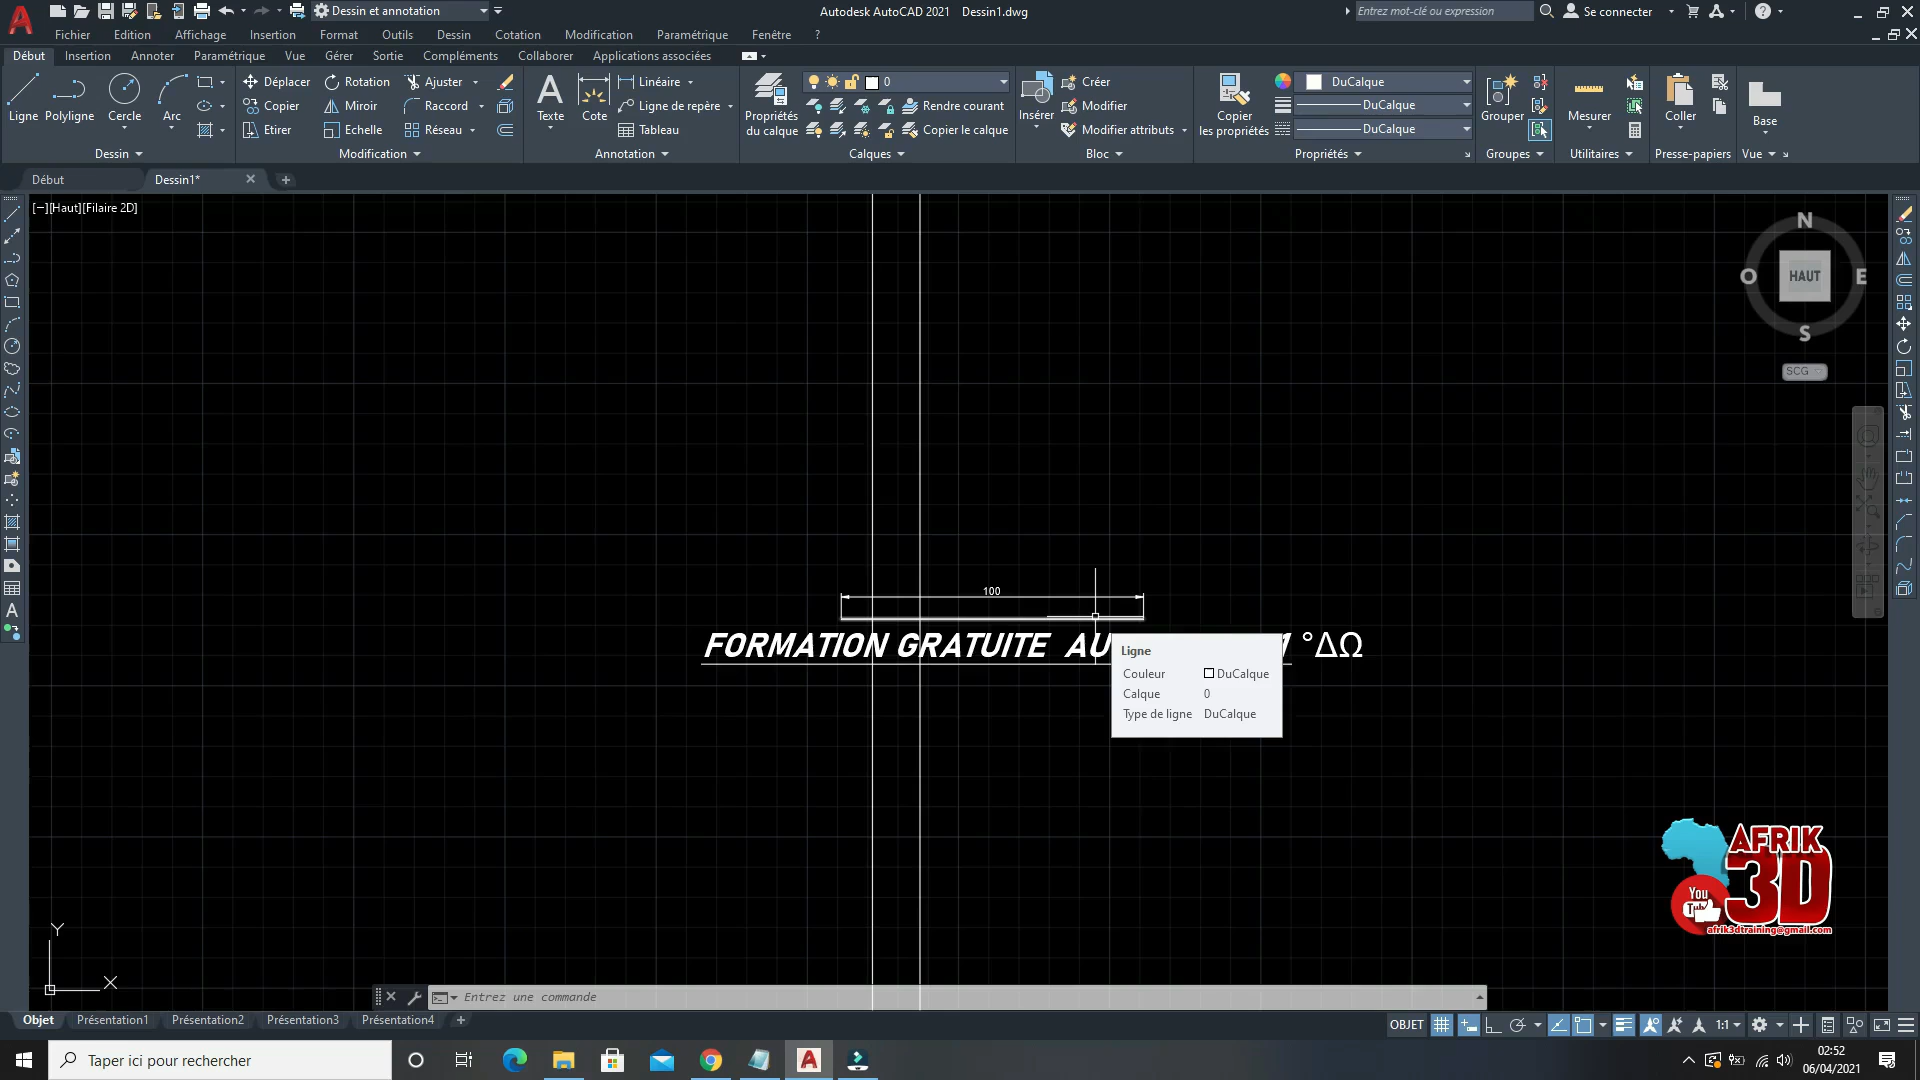 Dessin et annotation
Autodesk AutoCAD 2021 Dessin1.dwg
Entrez mot-clé ou expression
Se connecter
Fichier Edition Affichage Insertion Format Outils Dessin Cotation Modification Paramétrique Fenêtre ?
Début Insertion Annoter Paramétrique Vue Gérer Sortie Compléments Collaborer Applications associées
Ligne Polyligne Cercle Arc
Déplacer Rotation Ajuster
Copier Miroir Raccord
Etirer Echelle Réseau
Texte Cote
Linéaire
Ligne de repère
Tableau
Propriétés du calque
0
Rendre courant
Copier le calque
Insérer
Créer
Modifier
Modifier attributs
Copier les propriétés
DuCalque
DuCalque
DuCalque
Grouper
Mesurer
Coller
Base
Dessin Modification Annotation Calques Bloc Propriétés Groupes Utilitaires Presse-papiers Vue
Début Dessin1*
[−][Haut][Filaire 2D]
N
O HAUT E
S
SCG
100
FORMATION GRATUITE AU 1 °ΔΩ
Ligne
Couleur DuCalque
Calque 0
Type de ligne DuCalque
AFRIK
3D
You
Tube
afrik3dtraining@gmail.com
Y
X
Entrez une commande
Objet Présentation1 Présentation2 Présentation3 Présentation4 +
OBJET
1:1
Taper ici pour rechercher
02:52
06/04/2021